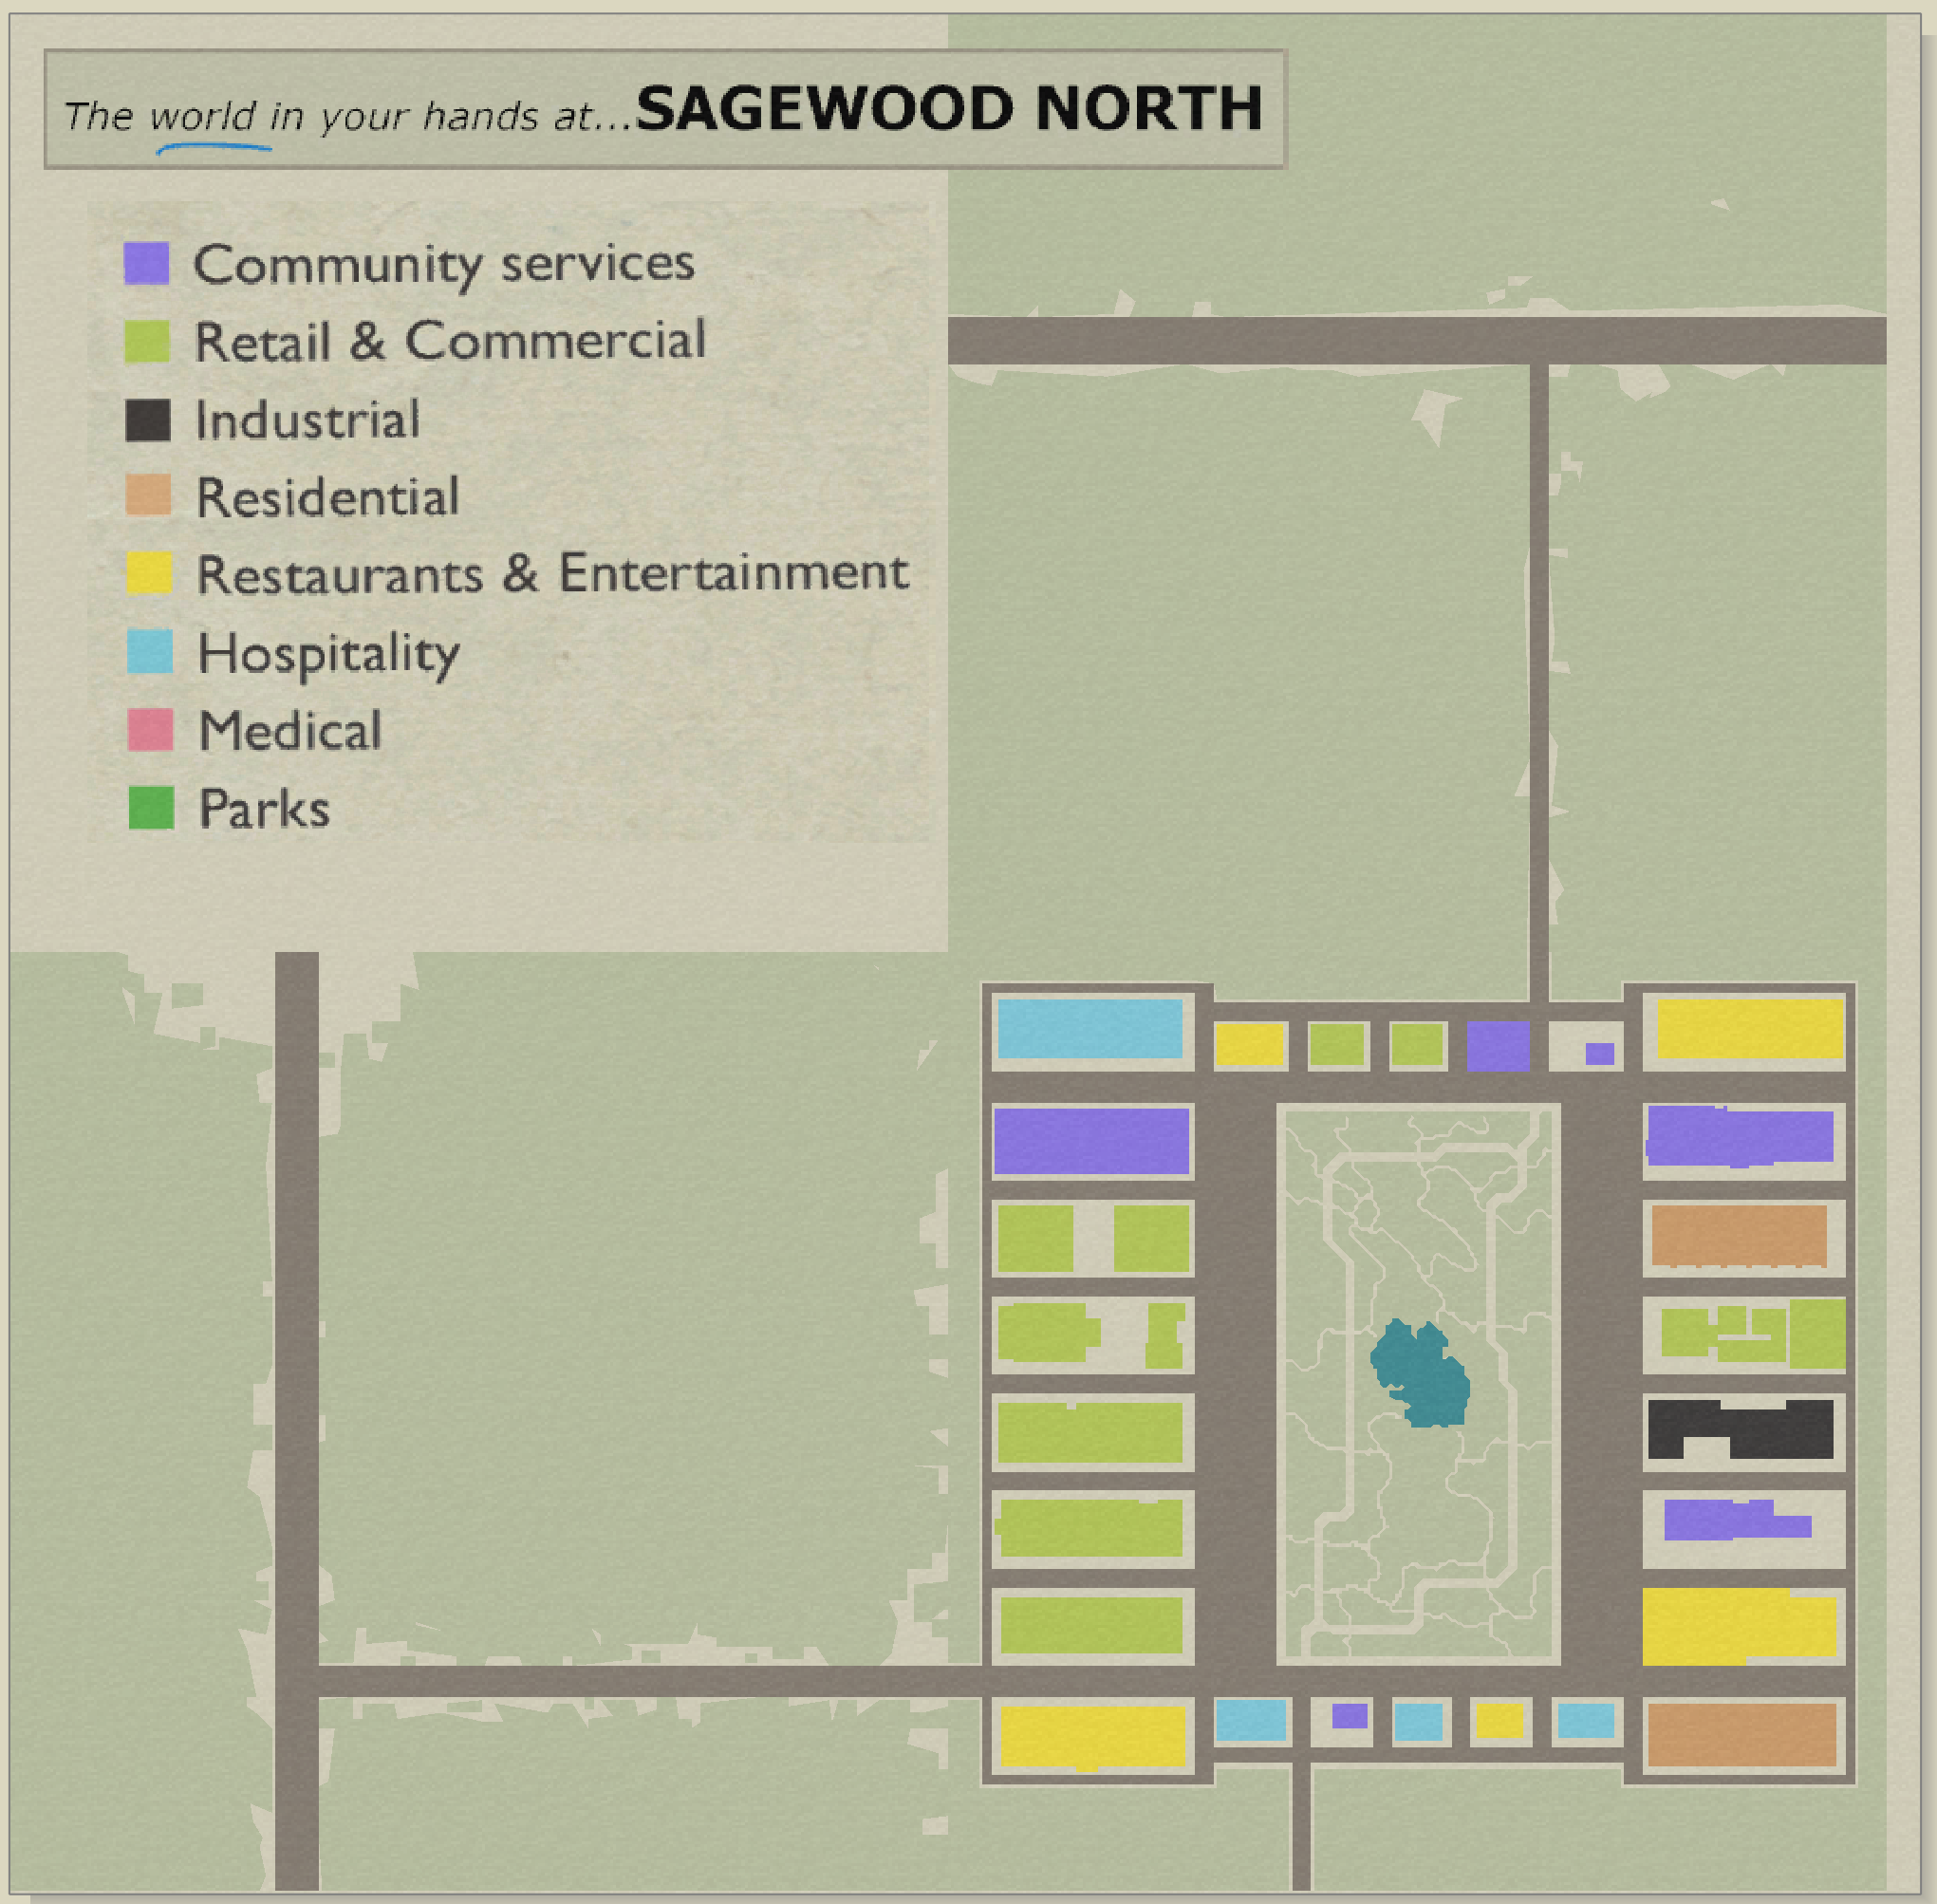 The world in your hands at...SAGEWOOD NORTH
Community services
Retail & Commercial
Industrial
Residential
Restaurants & Entertainment
Hospitality
Medical
Parks